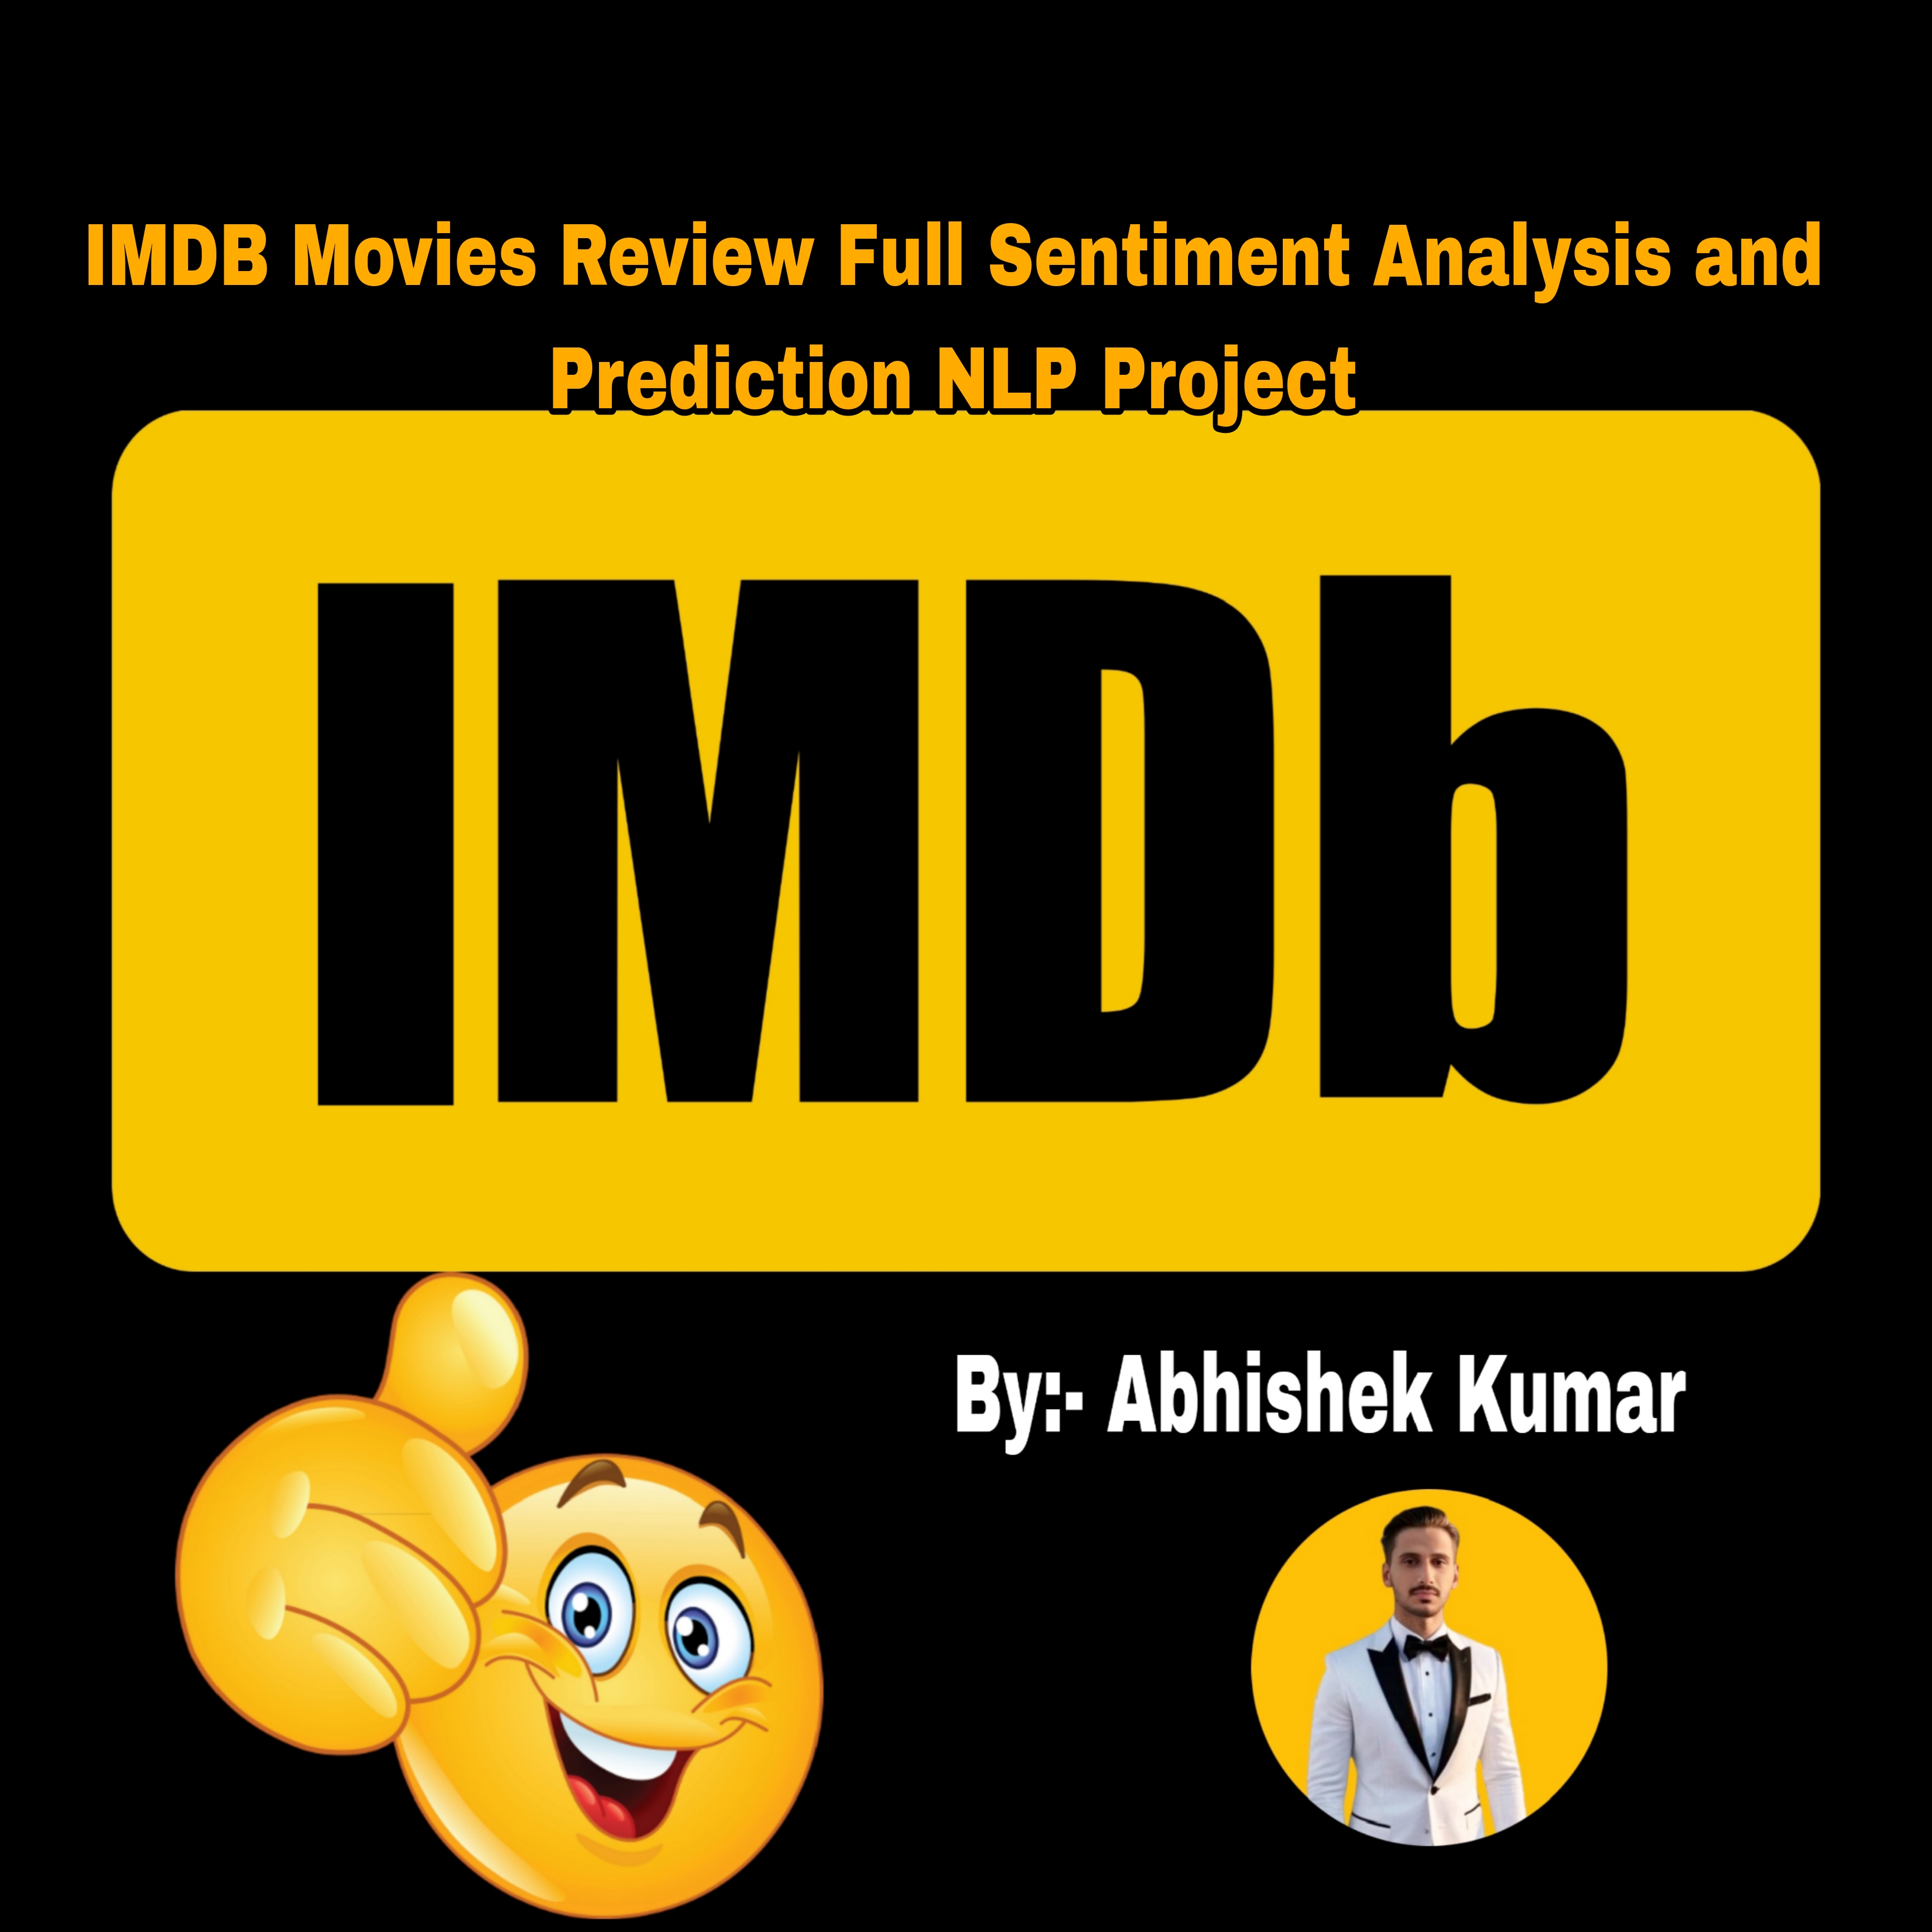 IMDB Movies Review Full Sentiment Analysis and
Prediction NLP Project
IMDb
By:- Abhishek Kumar